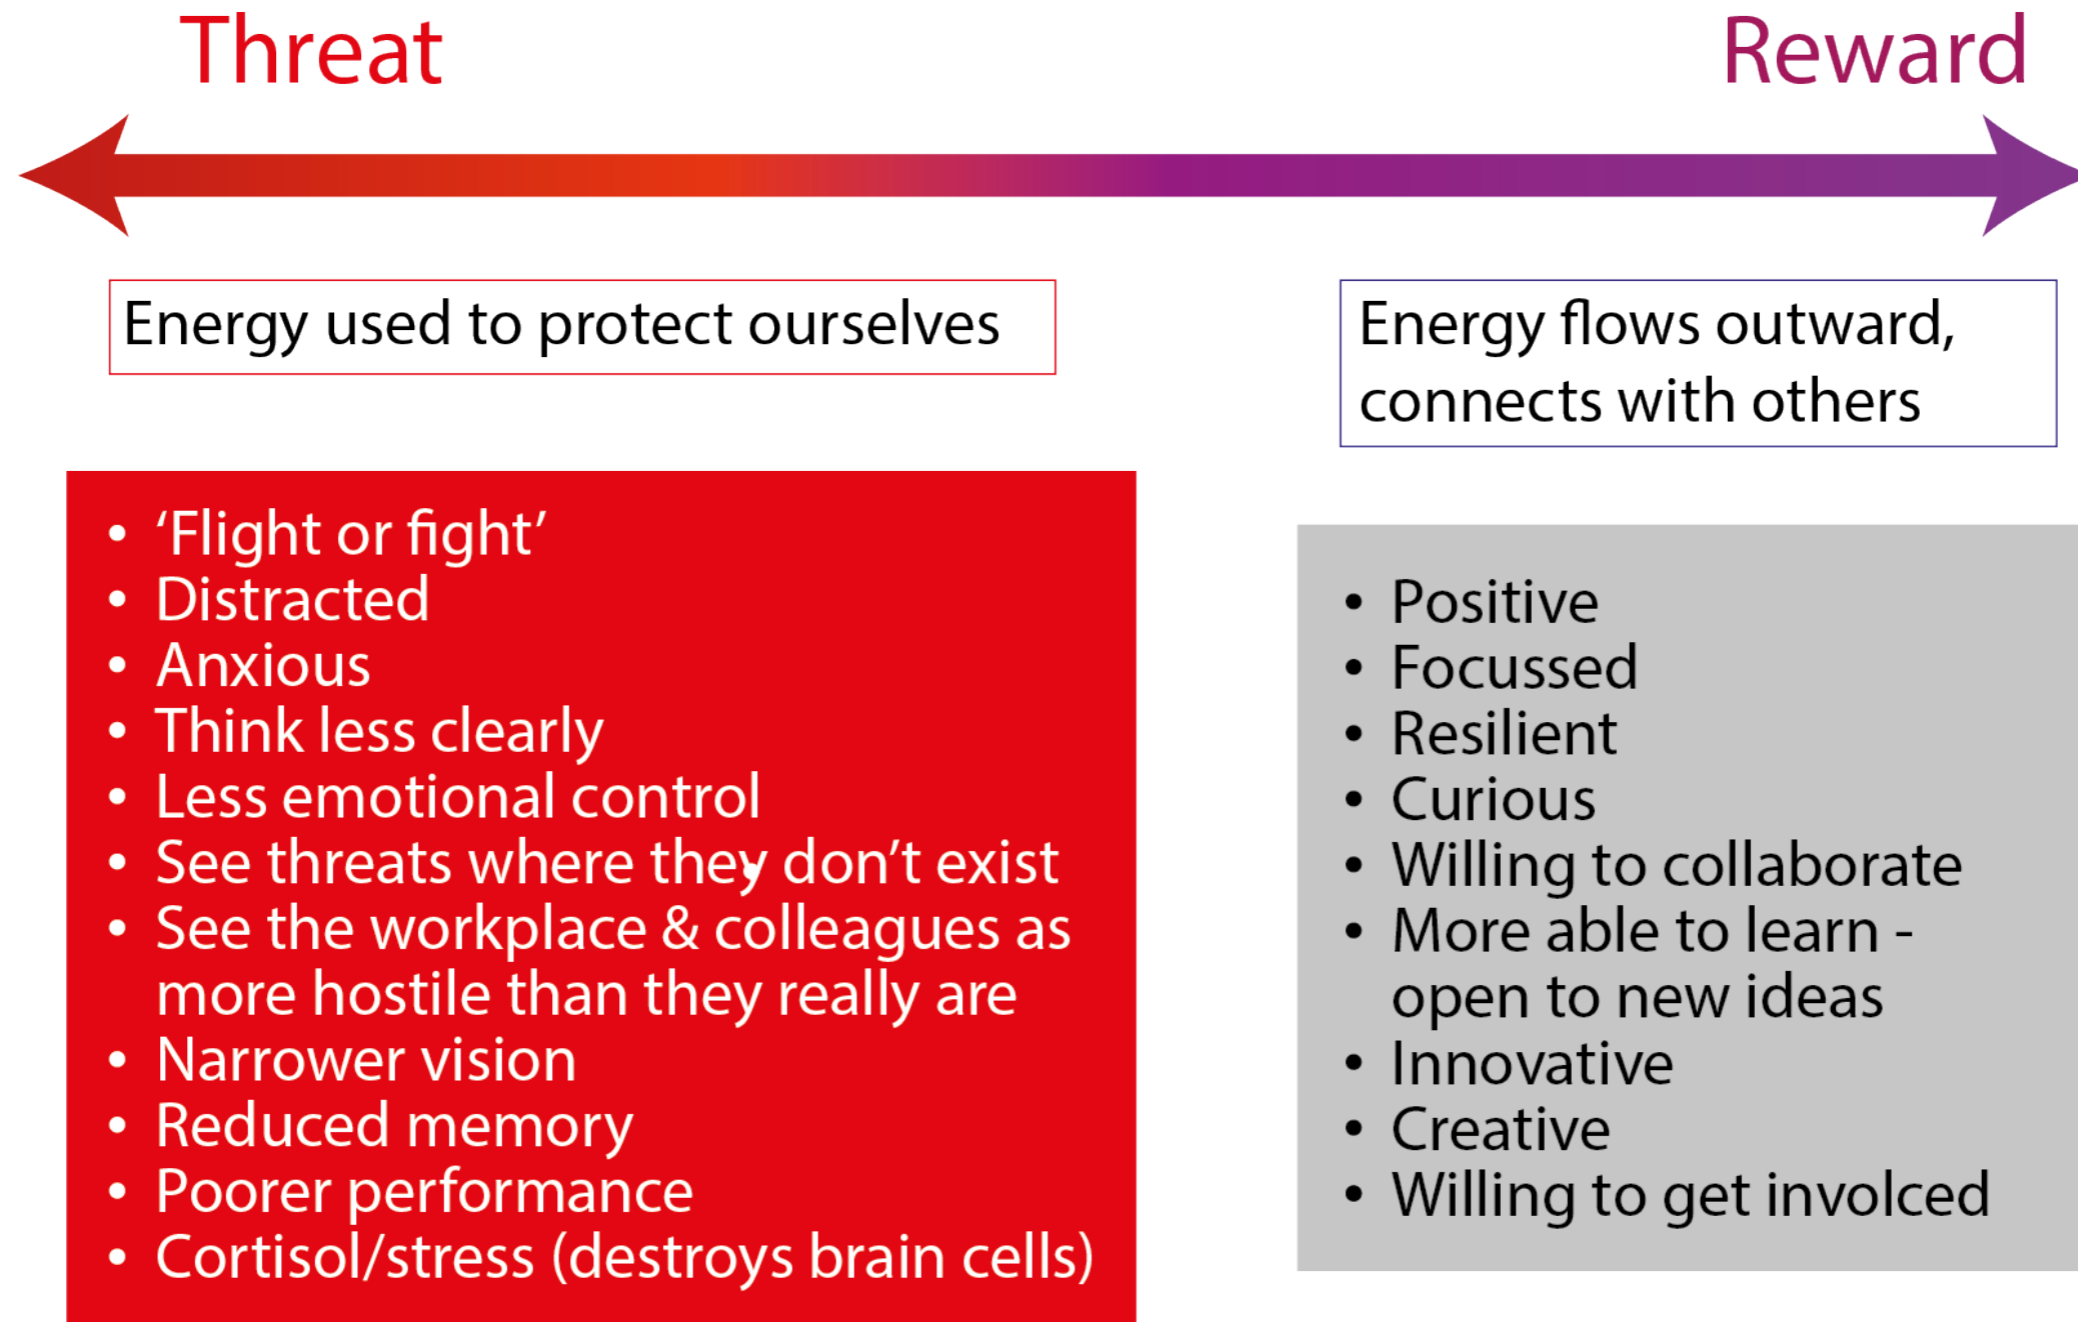 Threat
Reward
Energy used to protect ourselves
Energy flows outward,
connects with others
• ‘Flight or fight’
• Distracted
• Anxious
• Think less clearly
• Less emotional control
• See threats where they don’t exist
• See the workplace & colleagues as
more hostile than they really are
• Narrower vision
• Reduced memory
• Poorer performance
• Cortisol/stress (destroys brain cells)
• Positive
• Focussed
• Resilient
• Curious
• Willing to collaborate
• More able to learn -
open to new ideas
• Innovative
• Creative
• Willing to get involced